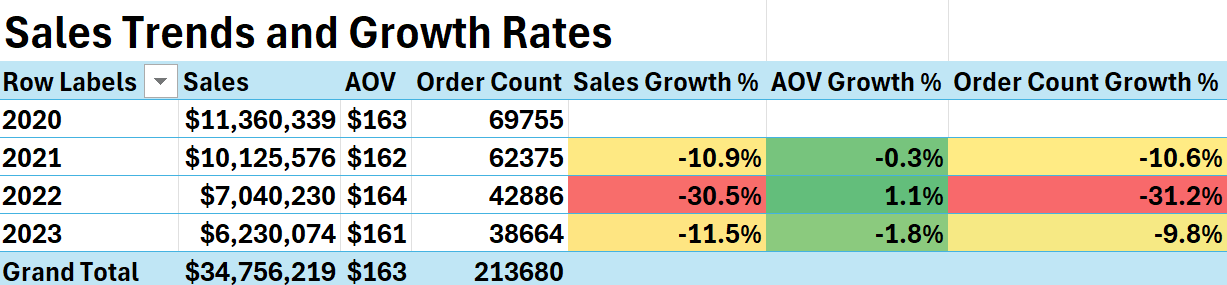 Sales Trends and Growth Rates
Row Labels Sales AOV Order Count Sales Growth % AOV Growth % Order Count Growth %
2020 $11,360,339 $163 69755
2021 $10,125,576 $162 62375 -10.9% -0.3% -10.6%
2022 $7,040,230 $164 42886 -30.5% 1.1% -31.2%
2023 $6,230,074 $161 38664 -11.5% -1.8% -9.8%
Grand Total $34,756,219 $163 213680